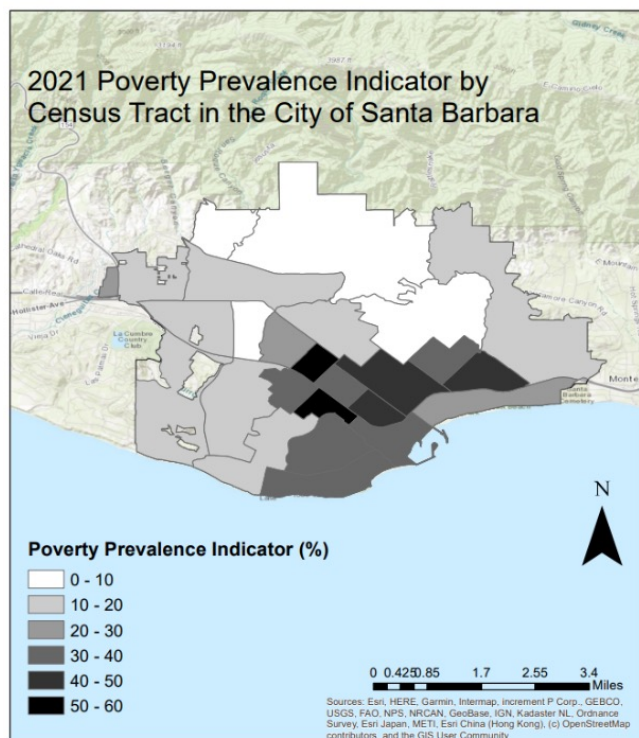 2021 Poverty Prevalence Indicator by
Census Tract in the City of Santa Barbara
La Cumbre
Country
Club
Hollister Ave
N
Poverty Prevalence Indicator (%)
0 - 10
10 - 20
20 - 30
30 - 40
40 - 50
50 - 60
0 0.425 0.85 1.7 2.55 3.4
Miles
Sources: Esri, HERE, Garmin, Intermap, increment P Corp., GEBCO,
USGS, FAO, NPS, NRCAN, GeoBase, IGN, Kadaster NL, Ordnance
Survey, Esri Japan, METI, Esri China (Hong Kong), (c) OpenStreetMap
contributors, and the GIS User Community